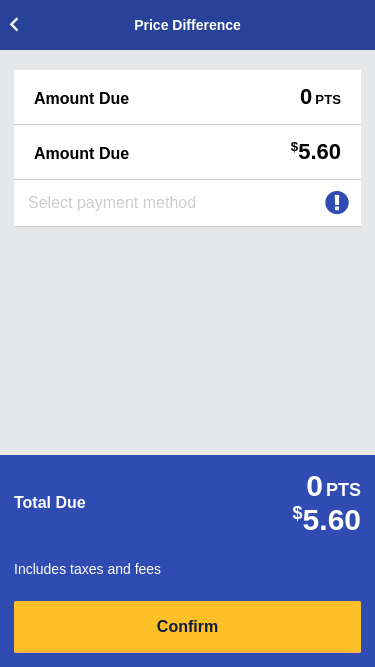 Price Difference
Amount Due 0 PTS
Amount Due $5.60
Select payment method
Total Due 0 PTS
$5.60
Includes taxes and fees
Confirm